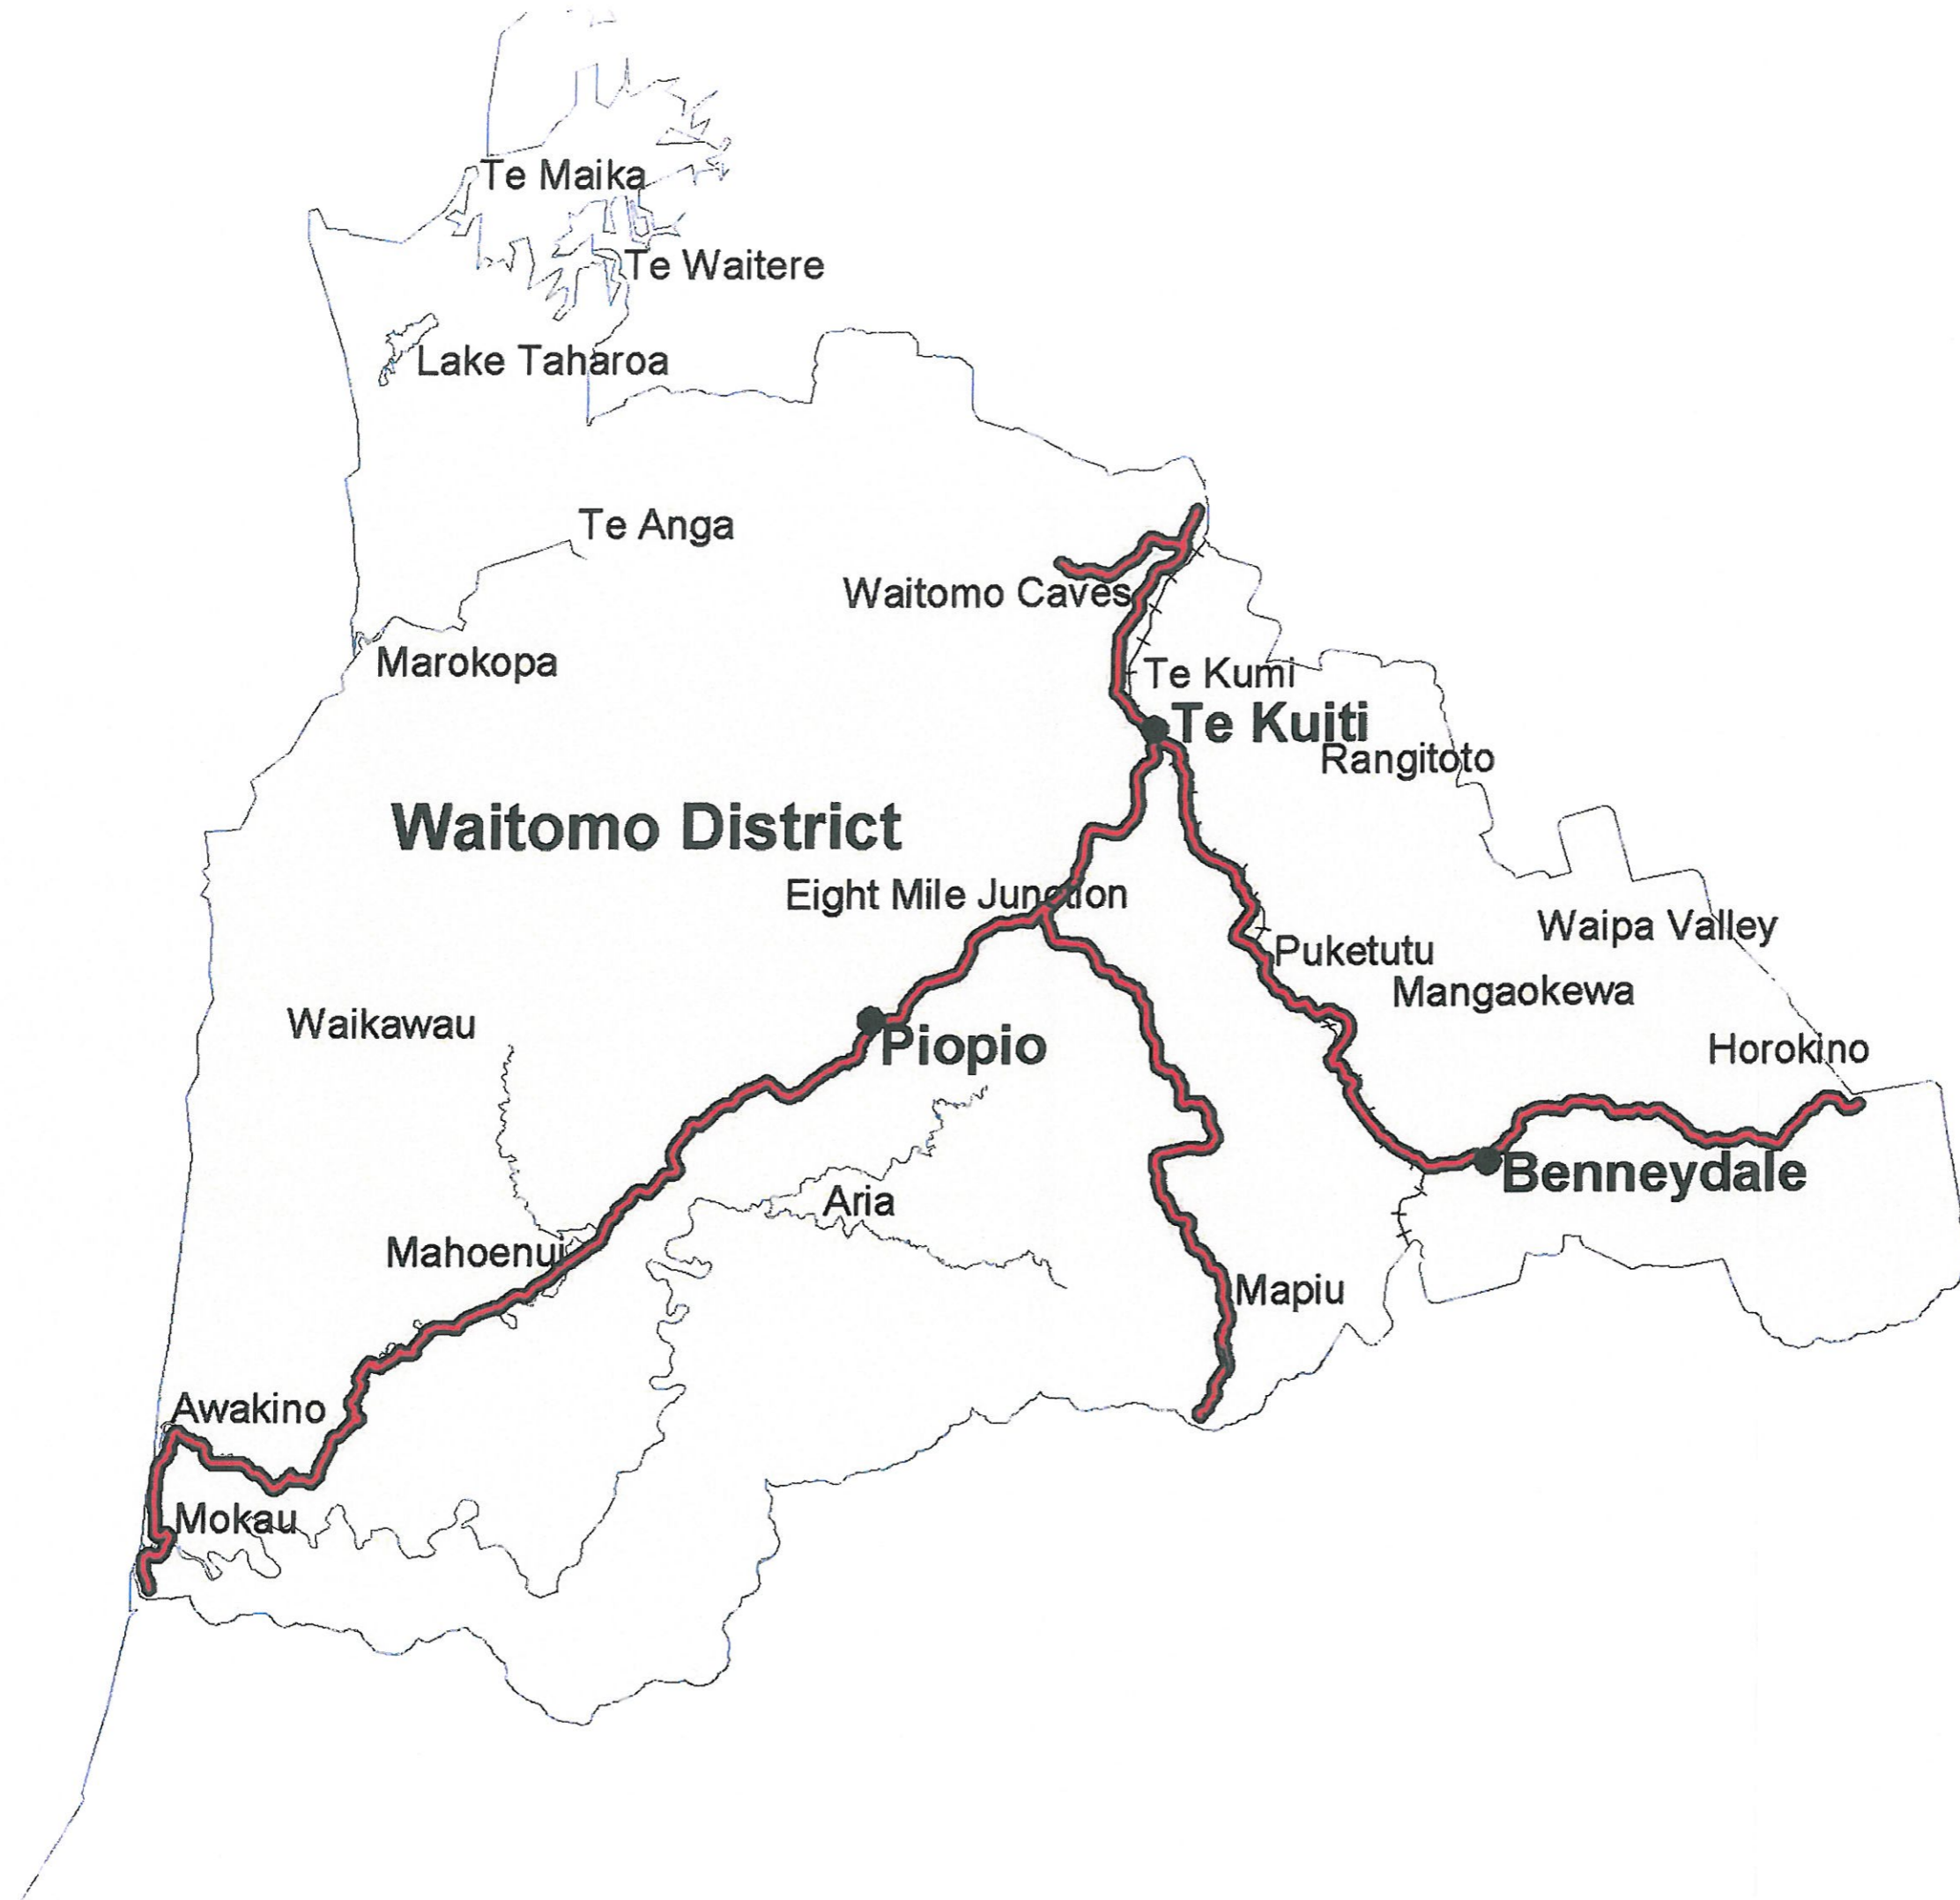 Te Maika
Te Waitere
Lake Taharoa
Te Anga
Waitomo Caves
Marokopa
Te Kumi
Te Kuiti
Rangitoto
Waitomo District
Eight Mile Junction
Waipa Valley
Puketutu
Mangaokewa
Waikawau
Piopio
Horokino
Benneydale
Aria
Mahoenui
Mapiu
Awakino
Mokau